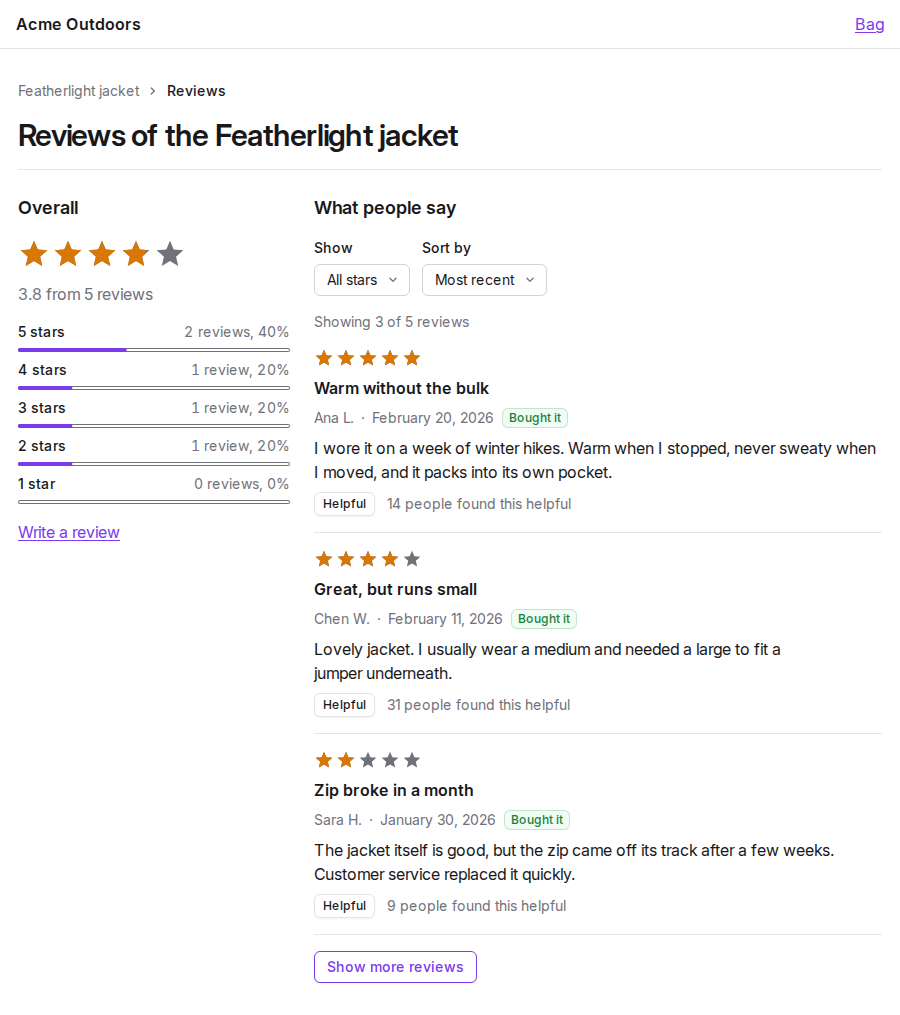 Acme Outdoors
Bag
Featherlight jacket
Reviews
Reviews of the Featherlight jacket
Overall
3.8 from 5 reviews
5 stars
2 reviews, 40%
4 stars
1 review, 20%
3 stars
1 review, 20%
2 stars
1 review, 20%
1 star
0 reviews, 0%
Write a review
What people say
Show
Sort by
All stars
Most recent
Showing 3 of 5 reviews
Warm without the bulk
Ana L. · February 20, 2026 Bought it
I wore it on a week of winter hikes. Warm when I stopped, never sweaty when
I moved, and it packs into its own pocket.
Helpful 14 people found this helpful
Great, but runs small
Chen W. · February 11, 2026 Bought it
Lovely jacket. I usually wear a medium and needed a large to fit a
jumper underneath.
Helpful 31 people found this helpful
Zip broke in a month
Sara H. · January 30, 2026 Bought it
The jacket itself is good, but the zip came off its track after a few weeks.
Customer service replaced it quickly.
Helpful 9 people found this helpful
Show more reviews